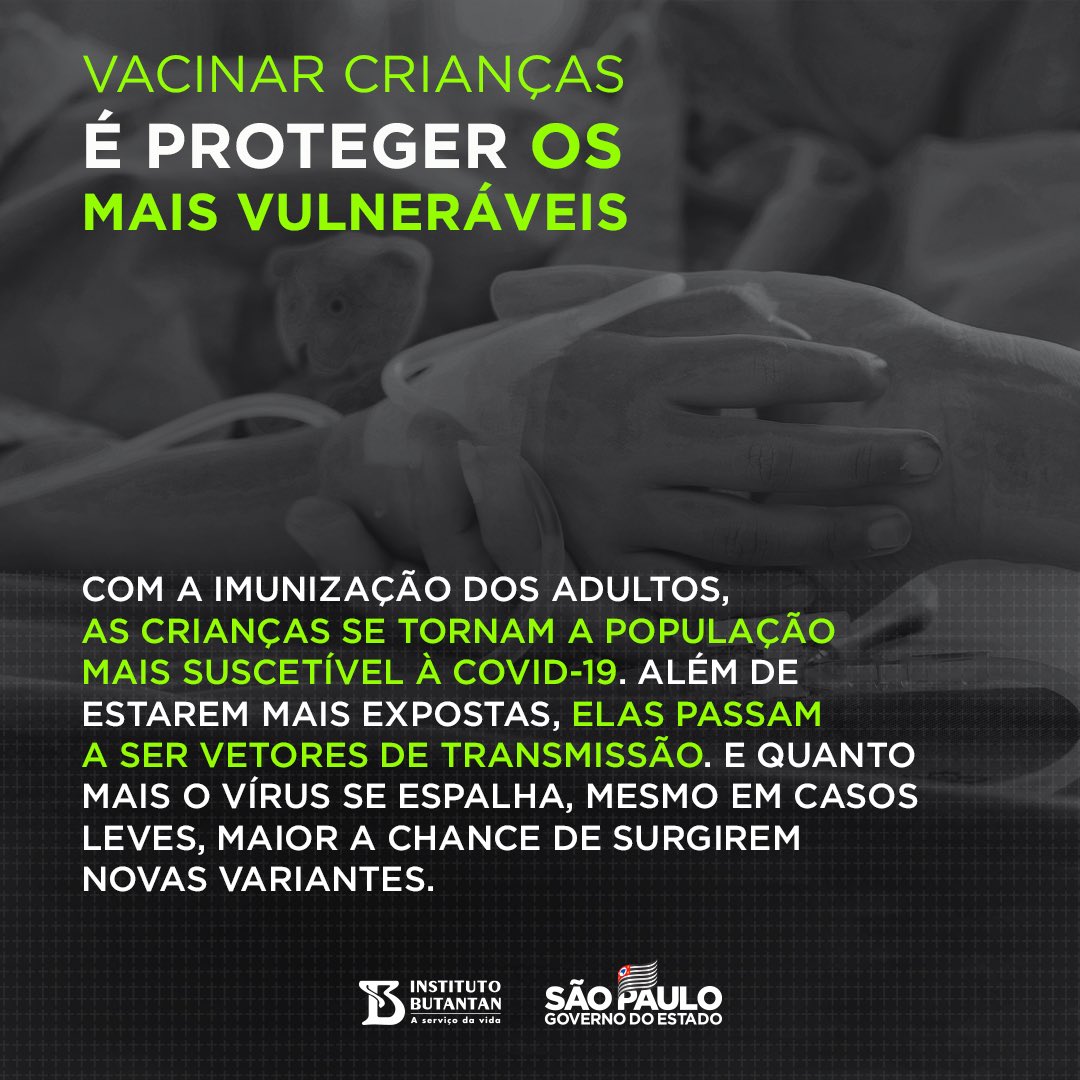 VACINAR CRIANÇAS
É PROTEGER OS
MAIS VULNERÁVEIS
COM A IMUNIZAÇÃO DOS ADULTOS,
AS CRIANÇAS SE TORNAM A POPULAÇÃO
MAIS SUSCETÍVEL À COVID-19. ALÉM DE
ESTAREM MAIS EXPOSTAS, ELAS PASSAM
A SER VETORES DE TRANSMISSÃO. E QUANTO
MAIS O VÍRUS SE ESPALHA, MESMO EM CASOS
LEVES, MAIOR A CHANCE DE SURGIREM
NOVAS VARIANTES.
INSTITUTO
BUTANTAN
A serviço da vida
SÃO PAULO
GOVERNO DO ESTADO